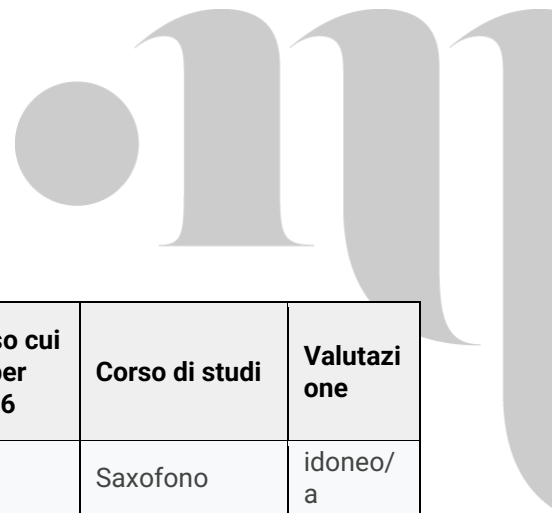 so cui
per
6
Corso di studi
Valutazi
one
Saxofono
idoneo/
a